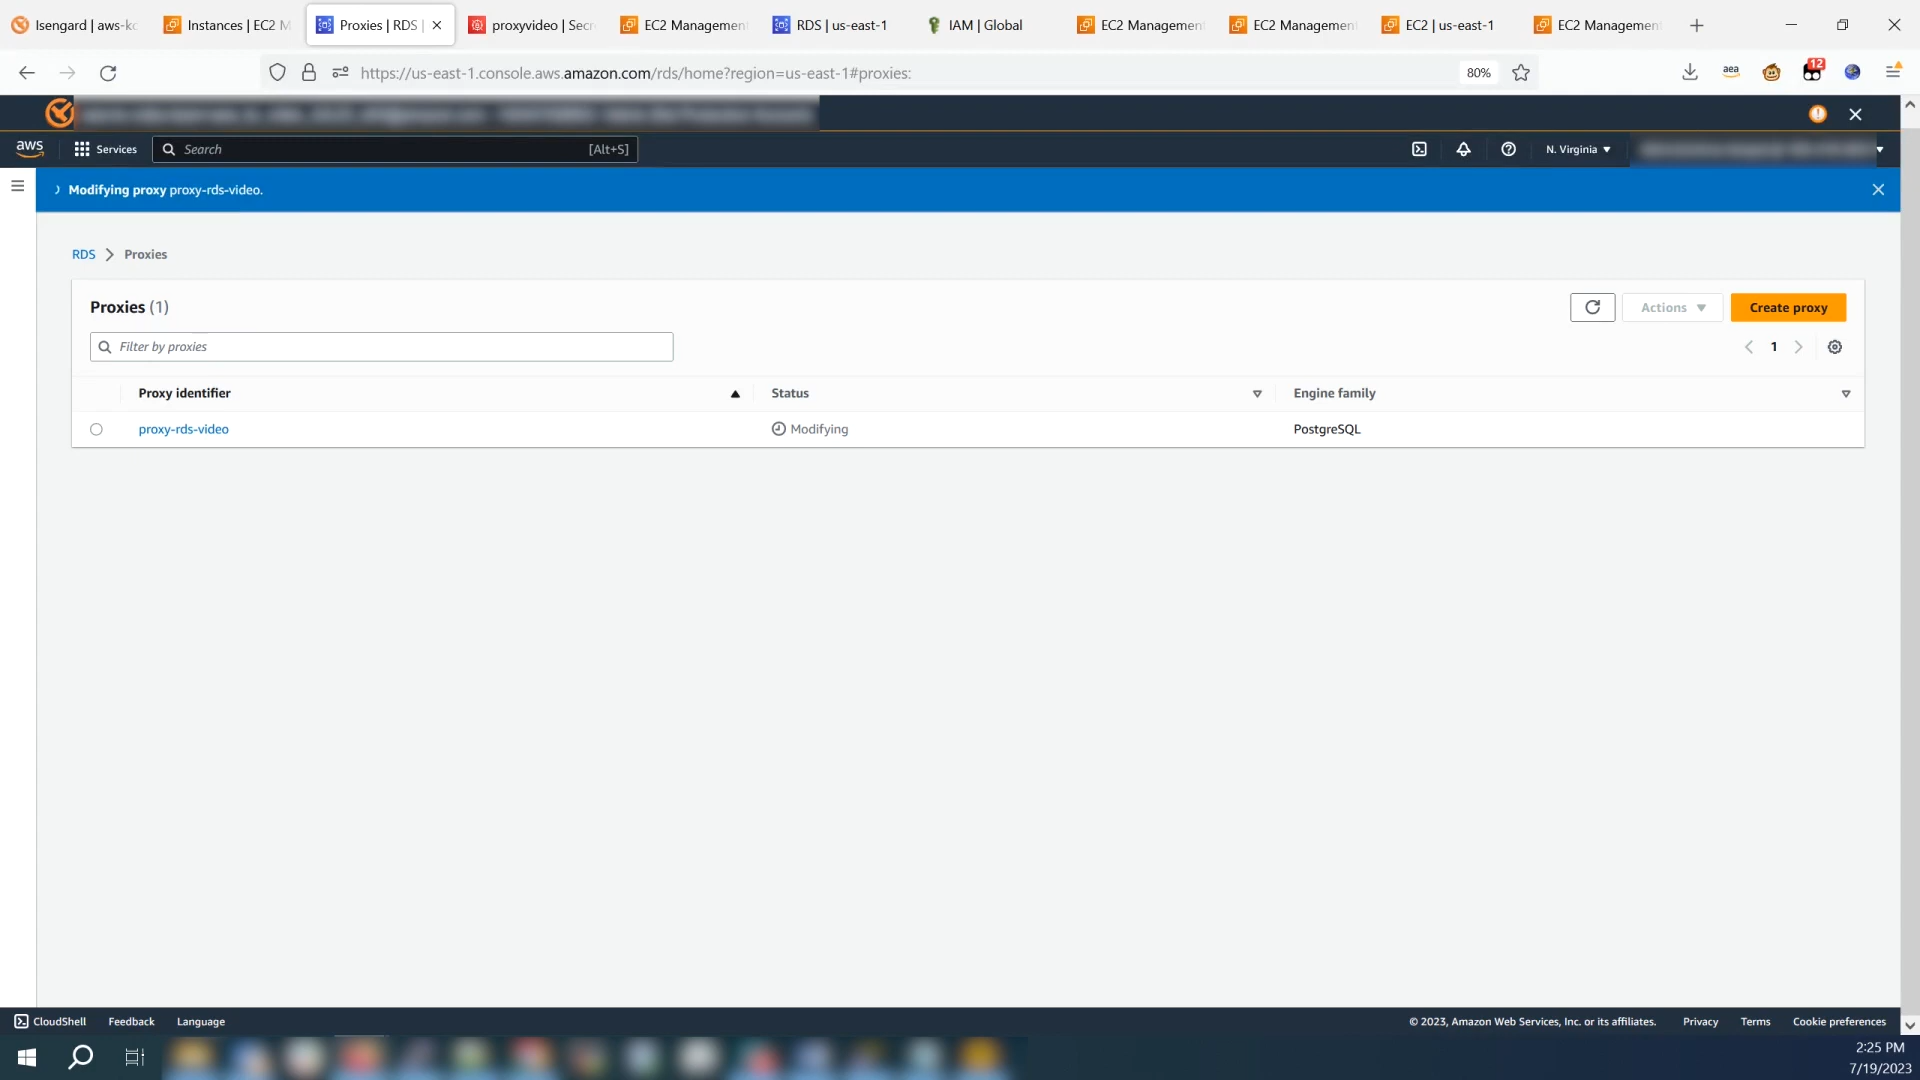 Isengard | aws-kc
Instances | EC2 M
Proxies | RDS |
proxyvideo | Secre
EC2 Management
RDS | us-east-1
IAM | Global
EC2 Management
EC2 Management
EC2 | us-east-1
EC2 Management
https://us-east-1.console.aws.amazon.com/rds/home?region=us-east-1#proxies:
80%
aea
12
aws
Services
Search
[Alt+S]
N. Virginia
Modifying proxy proxy-rds-video.
RDS
Proxies
Proxies (1)
Actions
Create proxy
Filter by proxies
1
Proxy identifier
Status
Engine family
proxy-rds-video
Modifying
PostgreSQL
CloudShell
Feedback
Language
© 2023, Amazon Web Services, Inc. or its affiliates.
Privacy
Terms
Cookie preferences
2:25 PM
7/19/2023